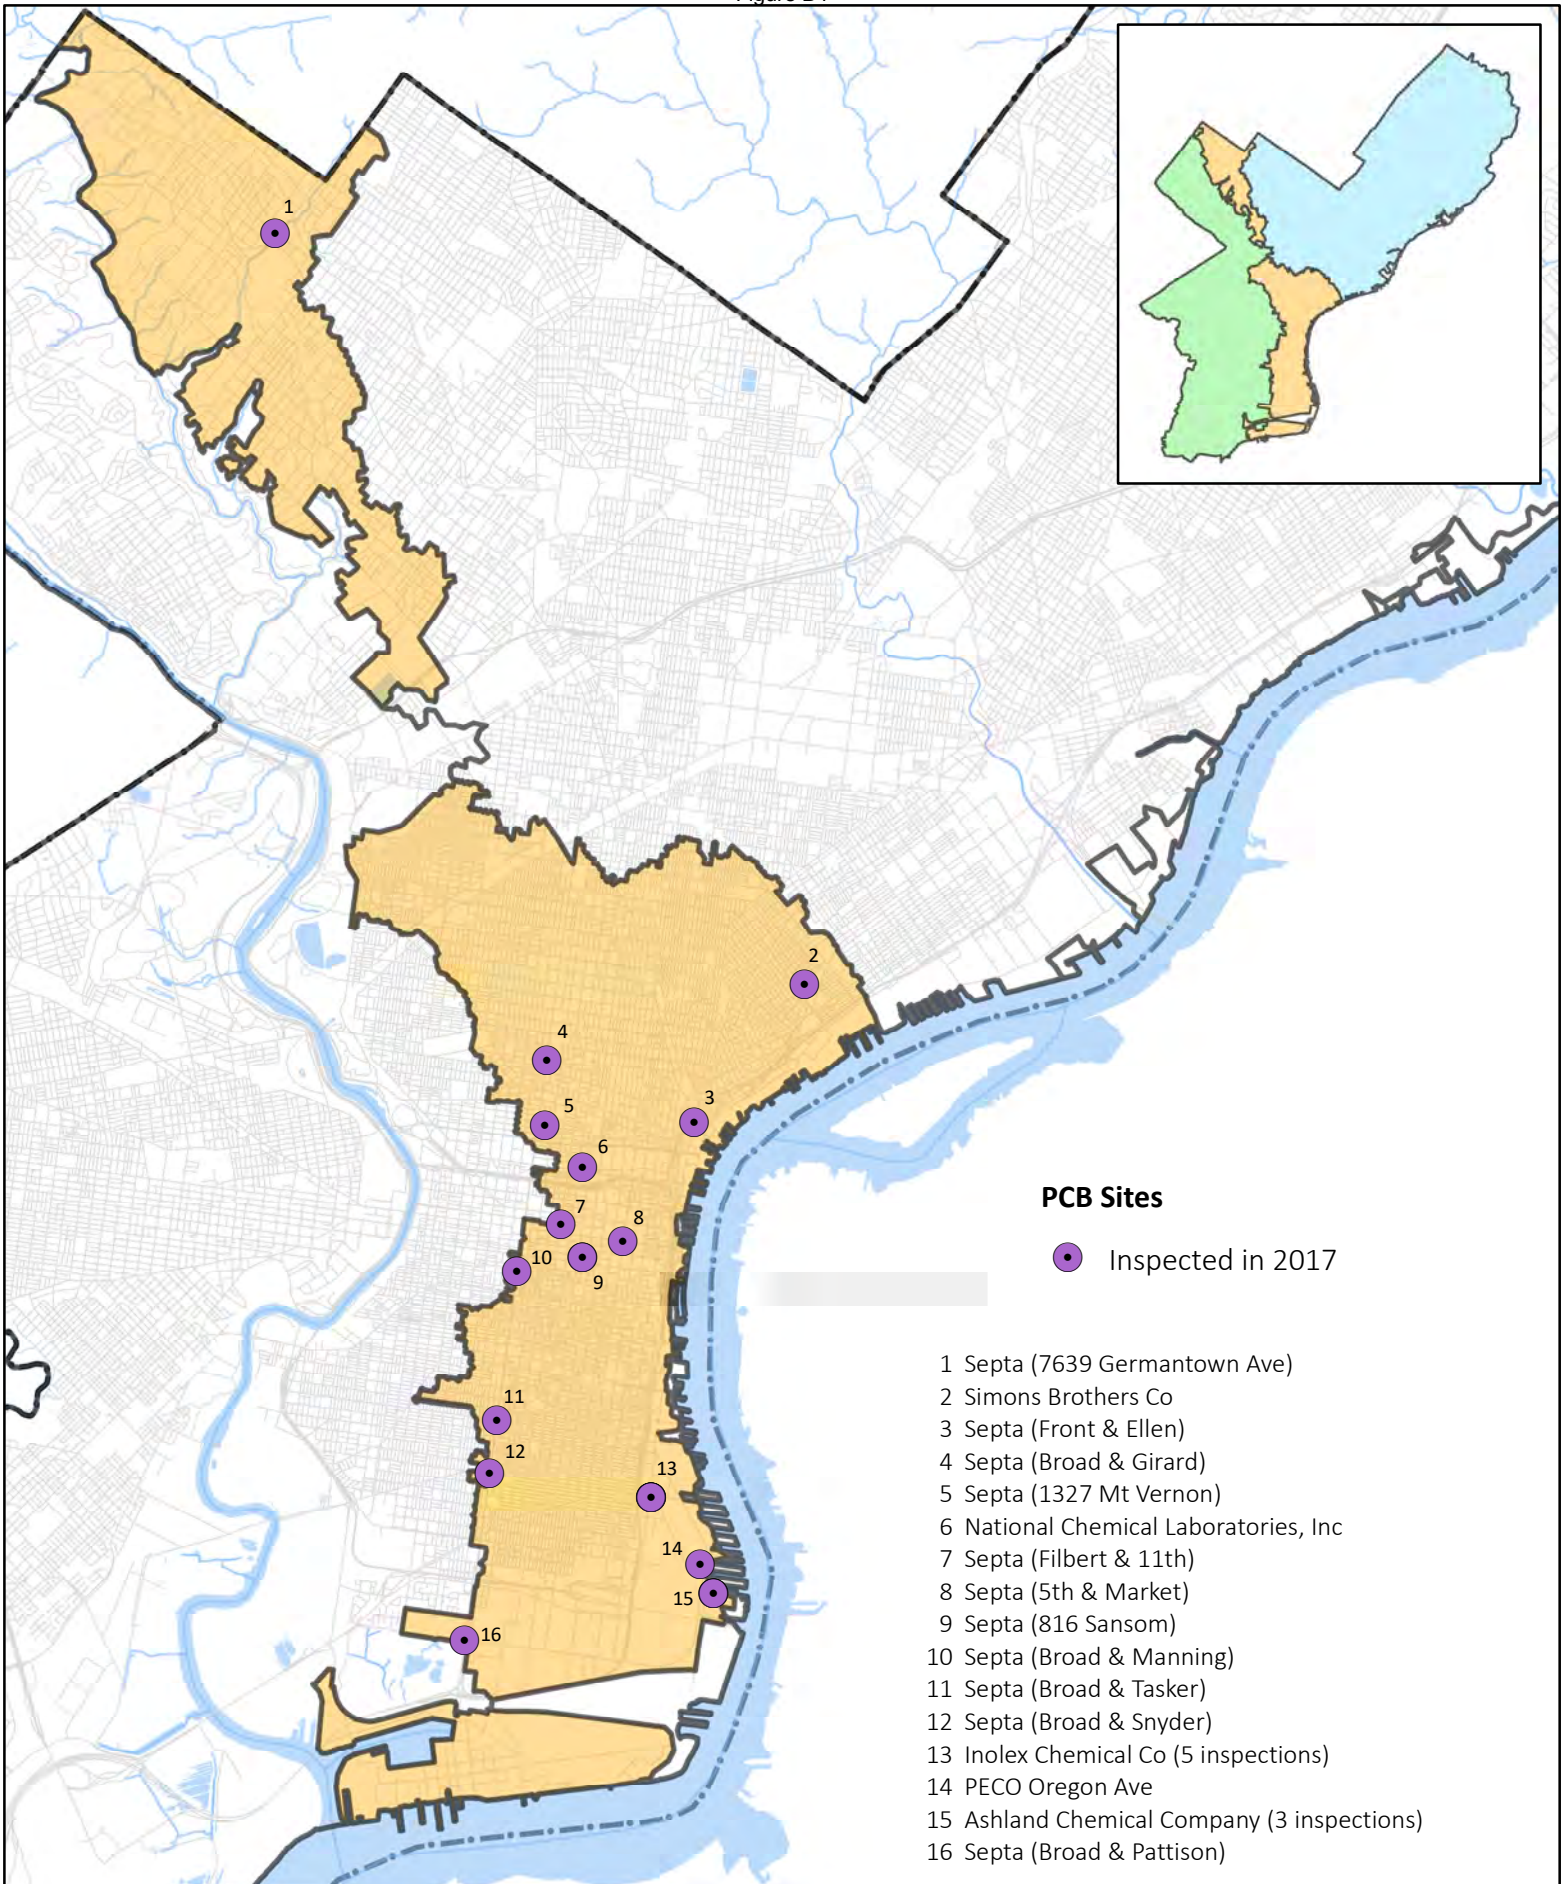 1
2
4
3
5
6
7
8
10
9
11
12
13
14
15
16
PCB Sites
Inspected in 2017
1 Septa (7639 Germantown Ave)
2 Simons Brothers Co
3 Septa (Front & Ellen)
4 Septa (Broad & Girard)
5 Septa (1327 Mt Vernon)
6 National Chemical Laboratories, Inc
7 Septa (Filbert & 11th)
8 Septa (5th & Market)
9 Septa (816 Sansom)
10 Septa (Broad & Manning)
11 Septa (Broad & Tasker)
12 Septa (Broad & Snyder)
13 Inolex Chemical Co (5 inspections)
14 PECO Oregon Ave
15 Ashland Chemical Company (3 inspections)
16 Septa (Broad & Pattison)